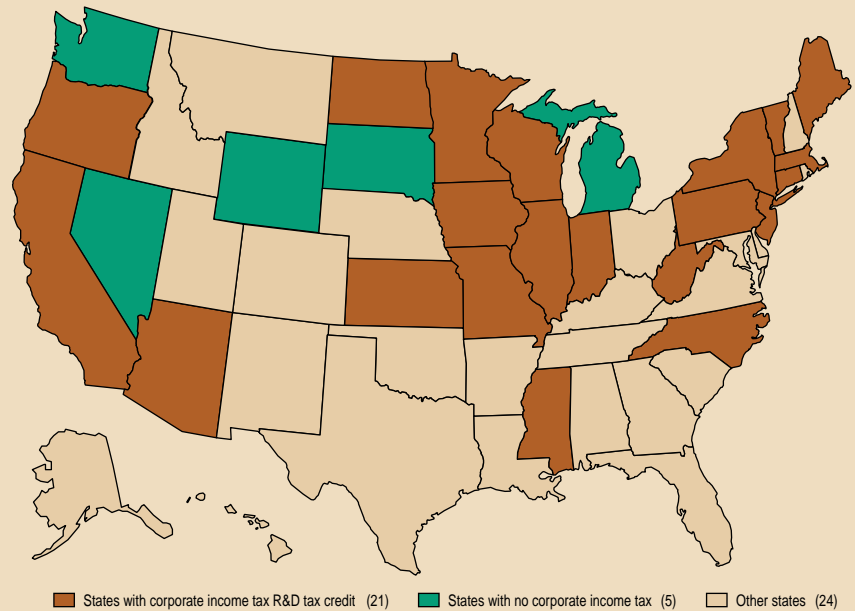 States with corporate income tax R&D tax credit (21) States with no corporate income tax (5) Other states (24)